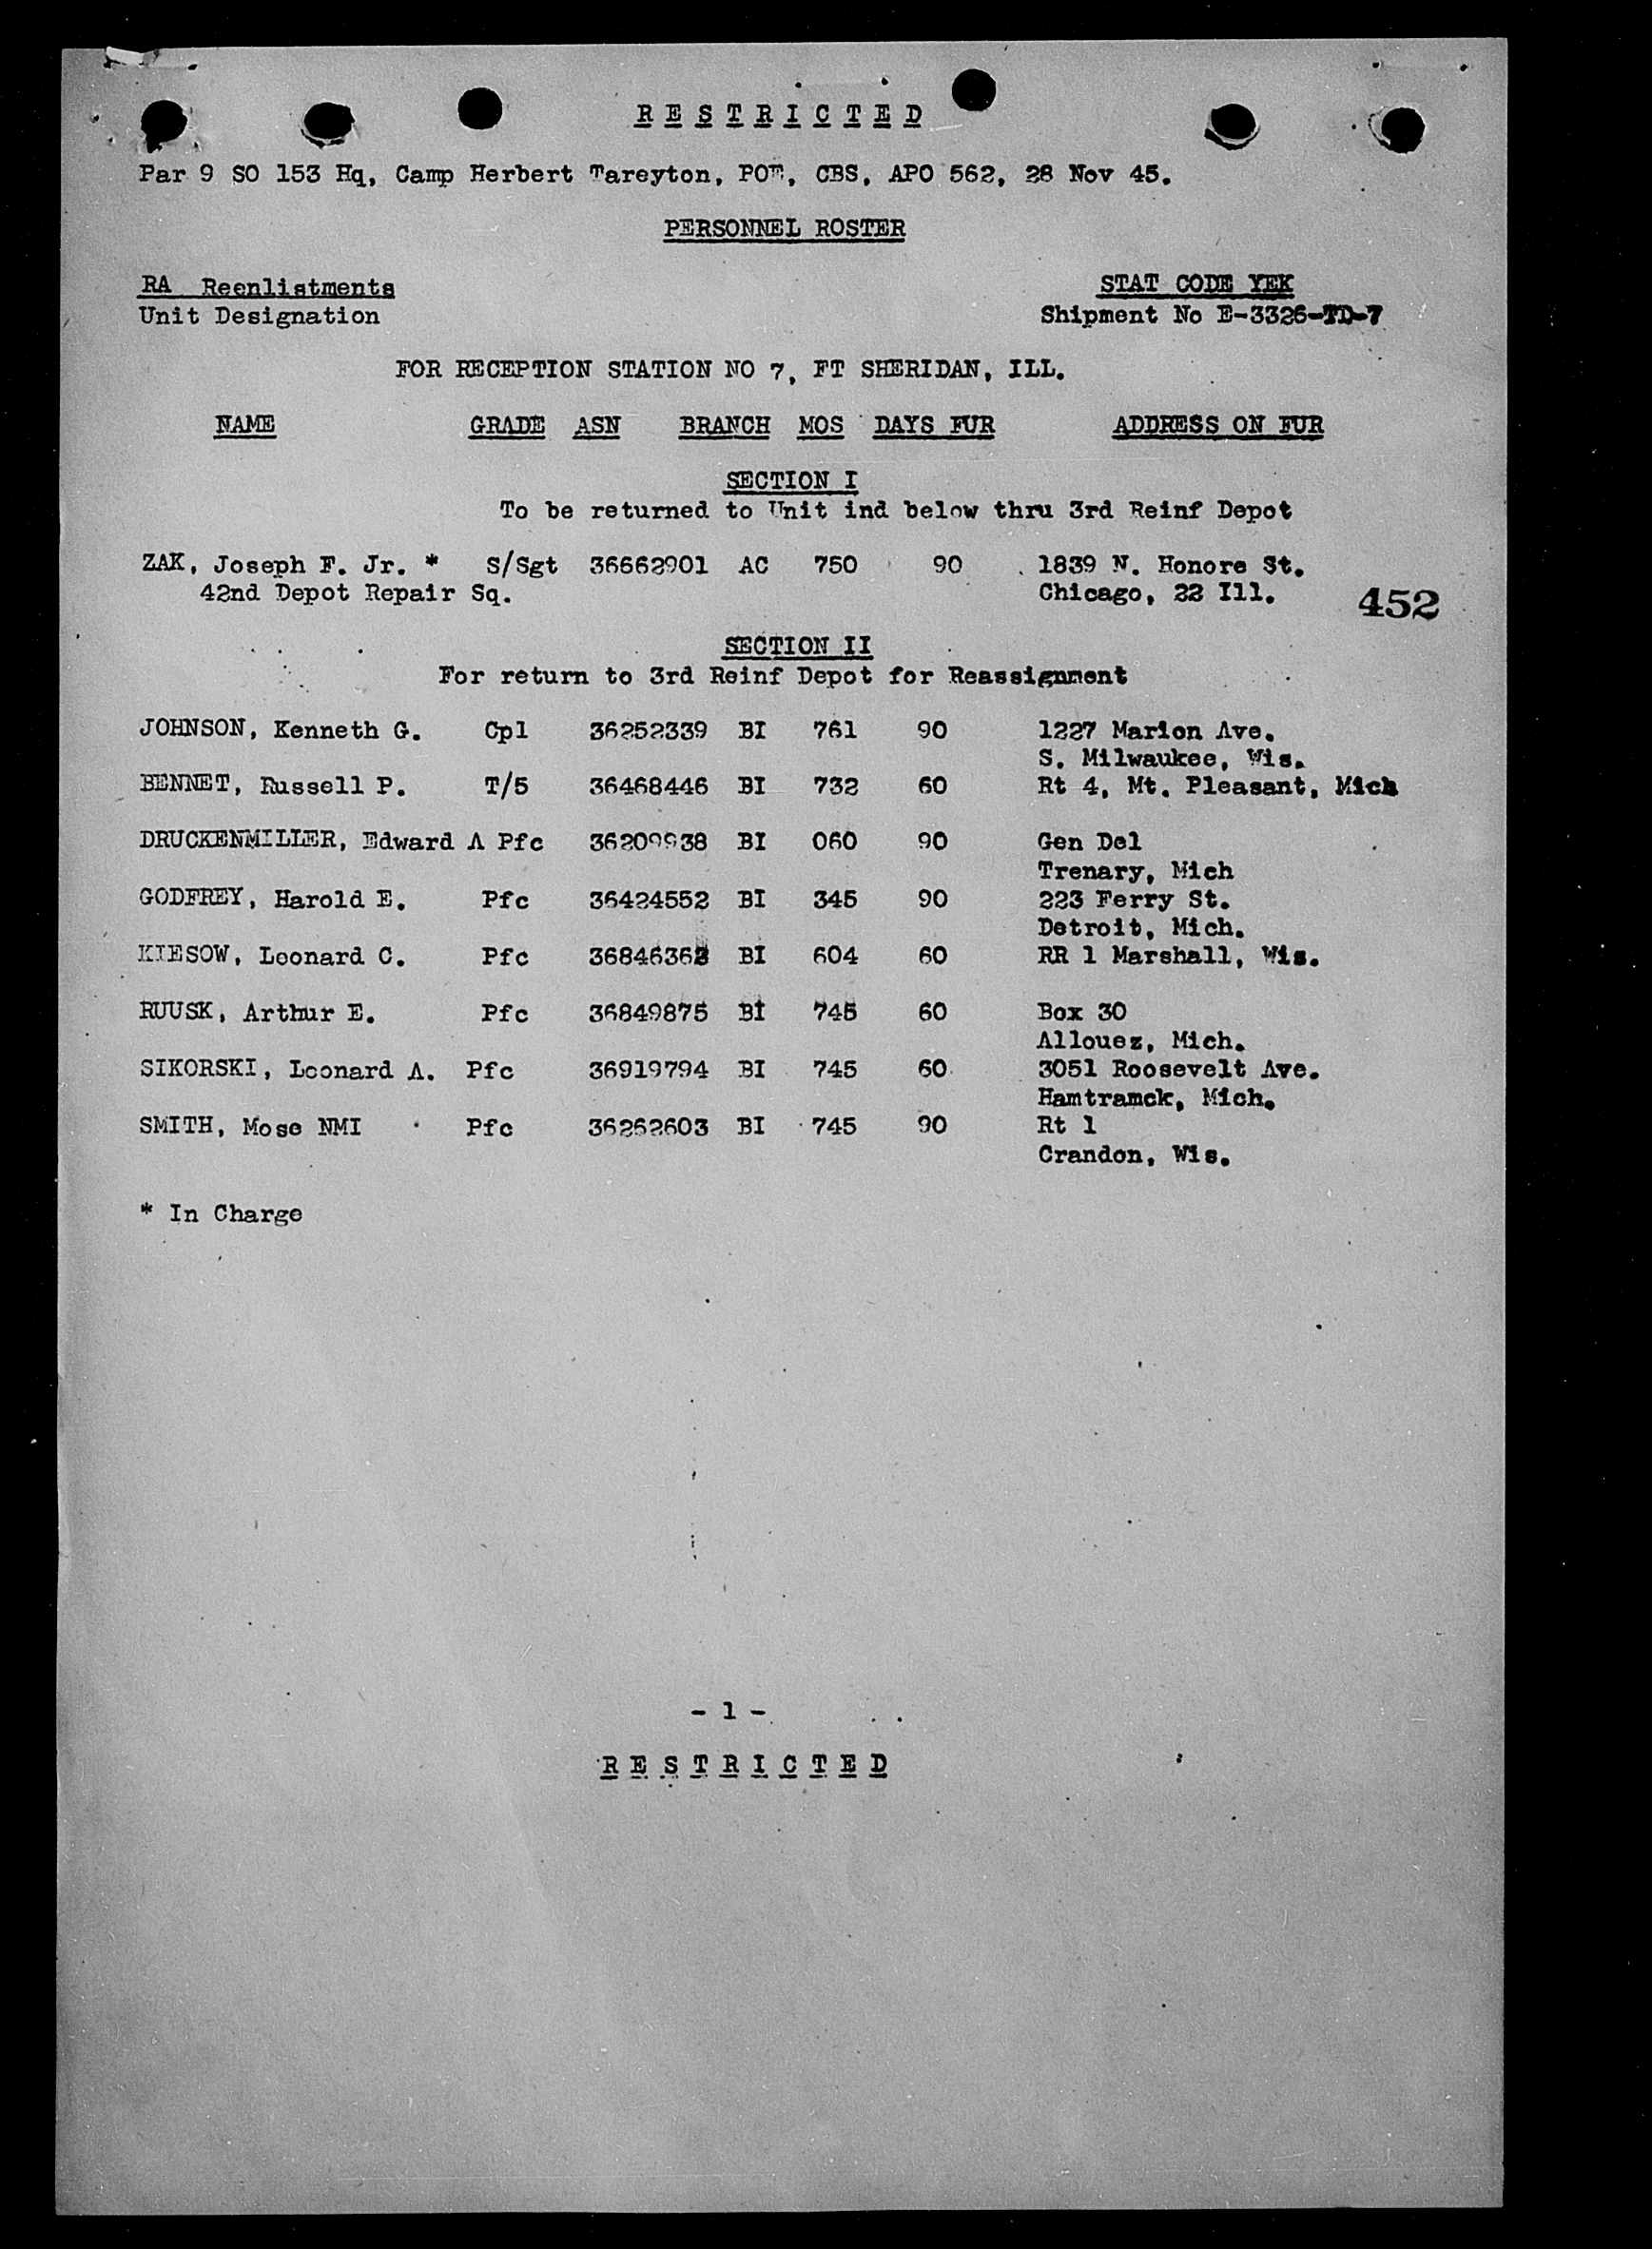 R E S T R I C T E D
Par 9 SO 153 Hq, Camp Herbert Tareyton, POE, CBS, APO 562, 28 Nov 45.
PERSONNEL ROSTER
RA Reenlistments STAT CODE YEK
Unit Designation Shipment No E-3326-TD-7
FOR RECEPTION STATION NO 7, FT SHERIDAN, ILL.
NAME GRADE ASN BRANCH MOS DAYS FUR ADDRESS ON FUR
SECTION I
To be returned to Unit ind below thru 3rd Reinf Depot
ZAK, Joseph F. Jr. * S/Sgt 36662901 AC 750 90 1839 N. Honore St.
42nd Depot Repair Sq. Chicago, 22 Ill.
452
SECTION II
For return to 3rd Reinf Depot for Reassignment
JOHNSON, Kenneth G. Cpl 36252339 BI 761 90 1227 Marion Ave.
S. Milwaukee, Wis.
BENNET, Russell P. T/5 36468446 BI 732 60 Rt 4, Mt. Pleasant, Mich
DRUCKENMILLER, Edward A Pfc 36209938 BI 060 90 Gen Del
Trenary, Mich
GODFREY, Harold E. Pfc 36424552 BI 345 90 223 Ferry St.
Detroit, Mich.
KIESOW, Leonard C. Pfc BI 604 60 RR 1 Marshall, Wis.
RUUSK, Arthur E. Pfc 36849875 BI 745 60 Box 30
Allouez, Mich.
SIKORSKI, Leonard A. Pfc 36919794 BI 745 60 3051 Roosevelt Ave.
Hamtramck, Mich.
SMITH, Mose NMI Pfc 36262603 BI 745 90 Rt 1
Crandon, Wis.
* In Charge
- 1 -
R E S T R I C T E D